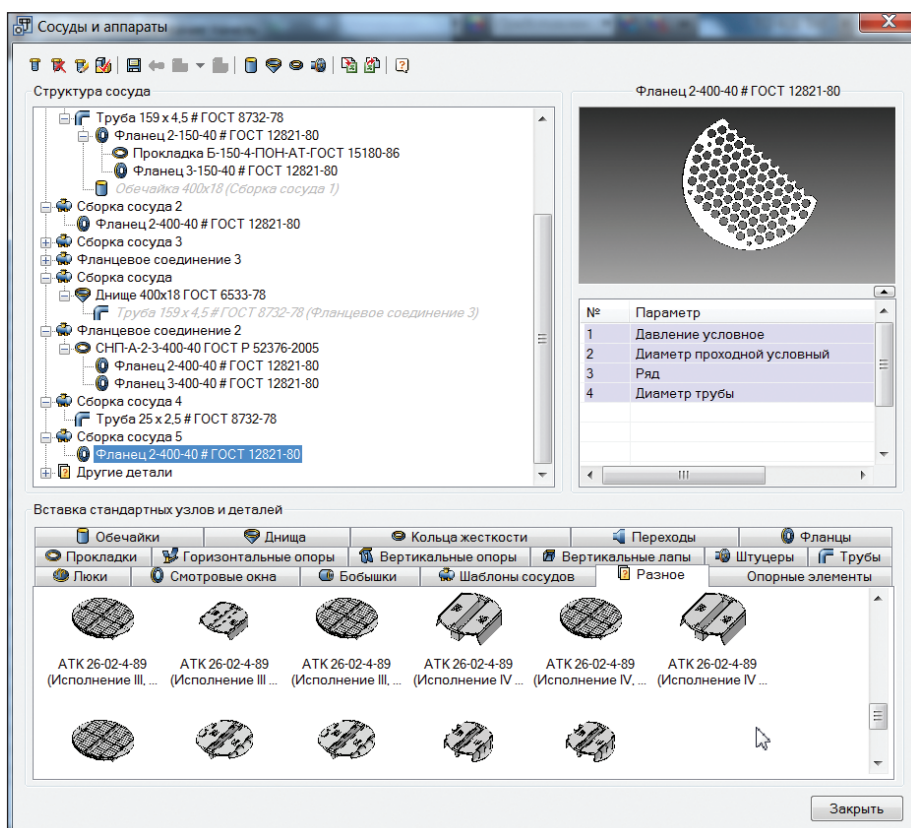 Сосуды и аппараты
Структура сосуда
Труба 159 x 4,5 # ГОСТ 8732-78
Фланец 2-150-40 # ГОСТ 12821-80
Прокладка Б-150-4-ПОН-АТ-ГОСТ 15180-86
Фланец 3-150-40 # ГОСТ 12821-80
Обечайка 400x18 (Сборка сосуда 1)
Сборка сосуда 2
Фланец 2-400-40 # ГОСТ 12821-80
Сборка сосуда 3
Фланцевое соединение 3
Сборка сосуда
Днище 400x18 ГОСТ 6533-78
Труба 159 x 4,5 # ГОСТ 8732-78 (Фланцевое соединение 3)
Фланцевое соединение 2
СНП-А-2-3-400-40 ГОСТ Р 52376-2005
Фланец 2-400-40 # ГОСТ 12821-80
Фланец 3-400-40 # ГОСТ 12821-80
Сборка сосуда 4
Труба 25 x 2,5 # ГОСТ 8732-78
Сборка сосуда 5
Фланец 2-400-40 # ГОСТ 12821-80
Другие детали
Фланец 2-400-40 # ГОСТ 12821-80
№ Параметр
1 Давление условное
2 Диаметр проходной условный
3 Ряд
4 Диаметр трубы
Вставка стандартных узлов и деталей
Обечайки Днища Кольца жесткости Переходы Фланцы
Прокладки Горизонтальные опоры Вертикальные опоры Вертикальные лапы Штуцеры Трубы
Люки Смотровые окна Бобышки Шаблоны сосудов Разное Опорные элементы
АТК 26-02-4-89 АТК 26-02-4-89 АТК 26-02-4-89 АТК 26-02-4-89 АТК 26-02-4-89 АТК 26-02-4-89
(Исполнение III, ... (Исполнение III ... (Исполнение III, ... (Исполнение IV ... (Исполнение IV, ... (Исполнение IV ...
Закрыть